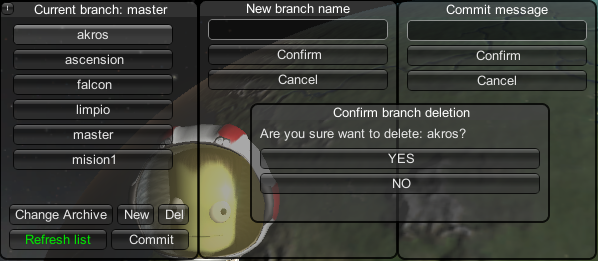 Current branch: master
akros
ascension
falcon
limpio
master
mision1
Change Archive
New
Del
Refresh list
Commit
New branch name
Confirm
Cancel
Commit message
Confirm
Cancel
Confirm branch deletion
Are you sure want to delete: akros?
YES
NO